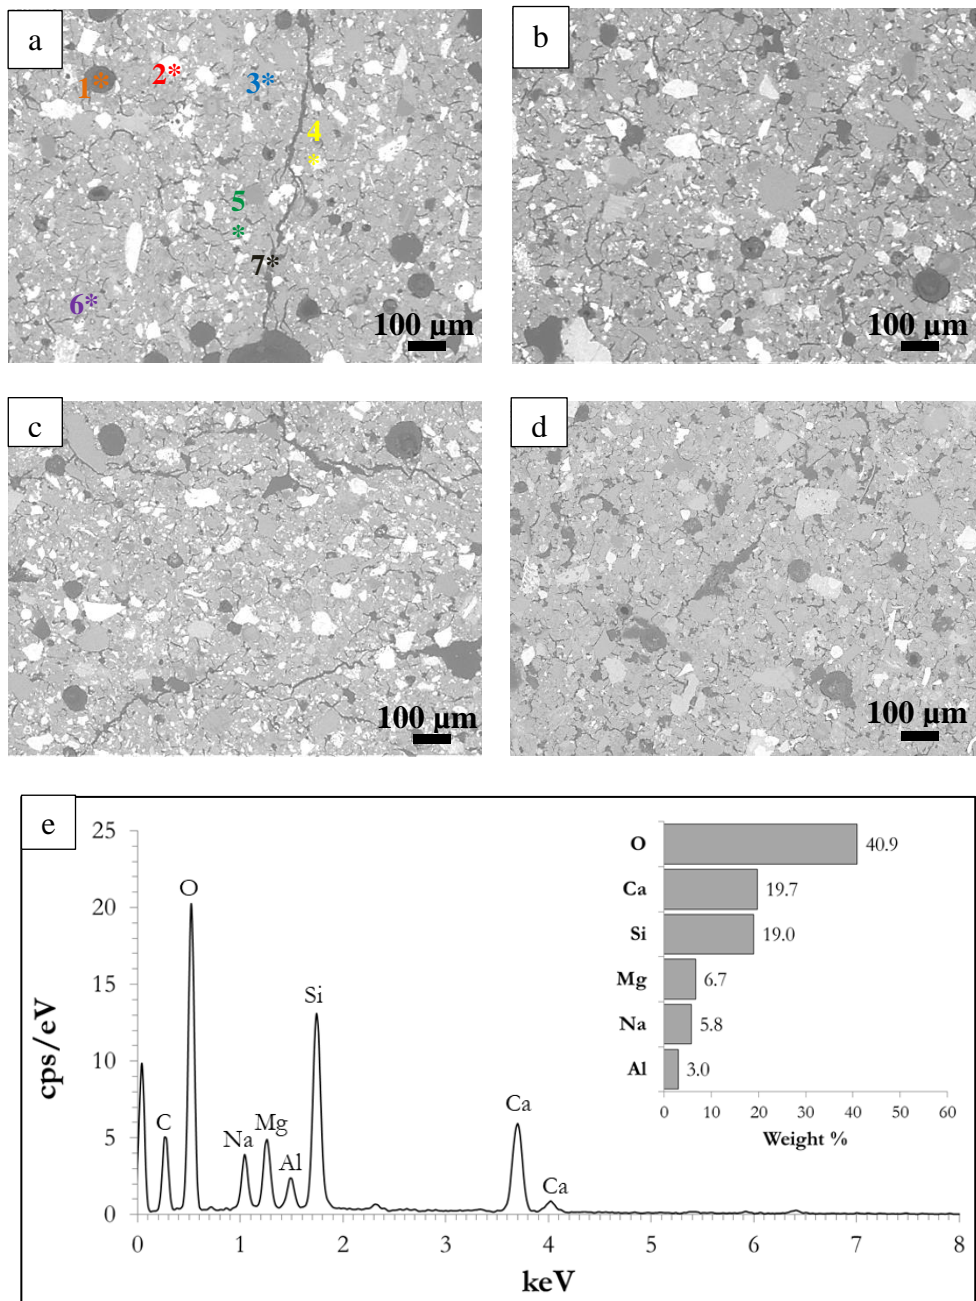 a
1*
2*
3*
4
*
5
*
7*
6*
100 µm
b
100 µm
c
100 µm
d
100 µm
e
25
20
15
10
5
0
cps/eV
C
O
Na
Mg
Al
Si
Ca
Ca
0 1 2 3 4 5 6 7 8
keV
O 40.9
Ca 19.7
Si 19.0
Mg 6.7
Na 5.8
Al 3.0
0 10 20 30 40 50 60
Weight %